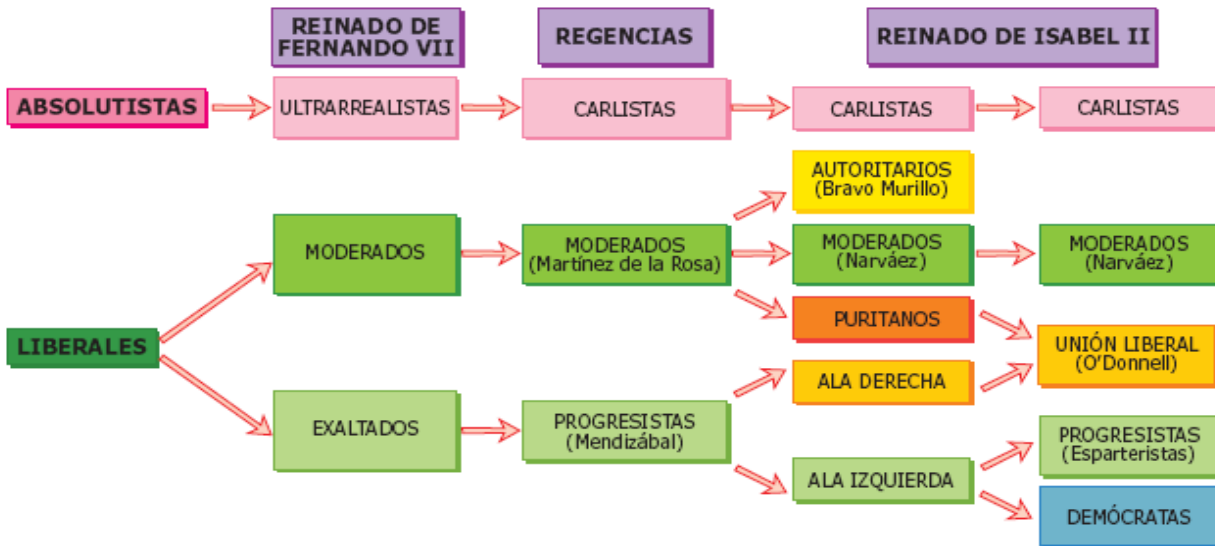 REINADO DE
FERNANDO VII
REGENCIAS
REINADO DE ISABEL II
ABSOLUTISTAS
ULTRARREALISTAS
CARLISTAS
CARLISTAS
CARLISTAS
AUTORITARIOS
(Bravo Murillo)
MODERADOS
MODERADOS
(Martínez de la Rosa)
MODERADOS
(Narváez)
MODERADOS
(Narváez)
PURITANOS
LIBERALES
UNIÓN LIBERAL
(O'Donnell)
ALA DERECHA
EXALTADOS
PROGRESISTAS
(Mendizábal)
PROGRESISTAS
(Esparteristas)
ALA IZQUIERDA
DEMÓCRATAS